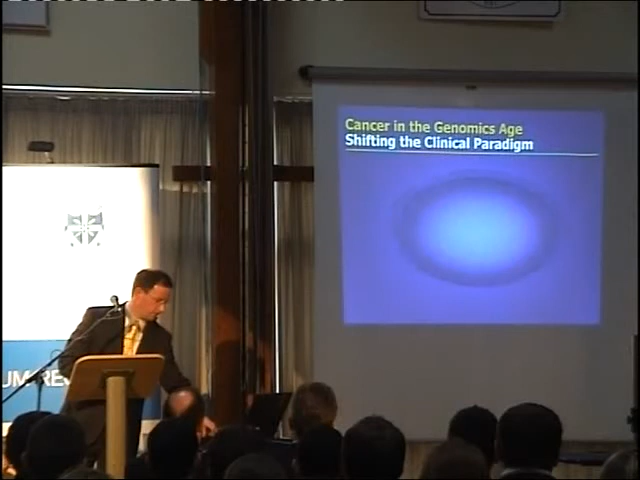 Cancer in the Genomics Age
Shifting the Clinical Paradigm